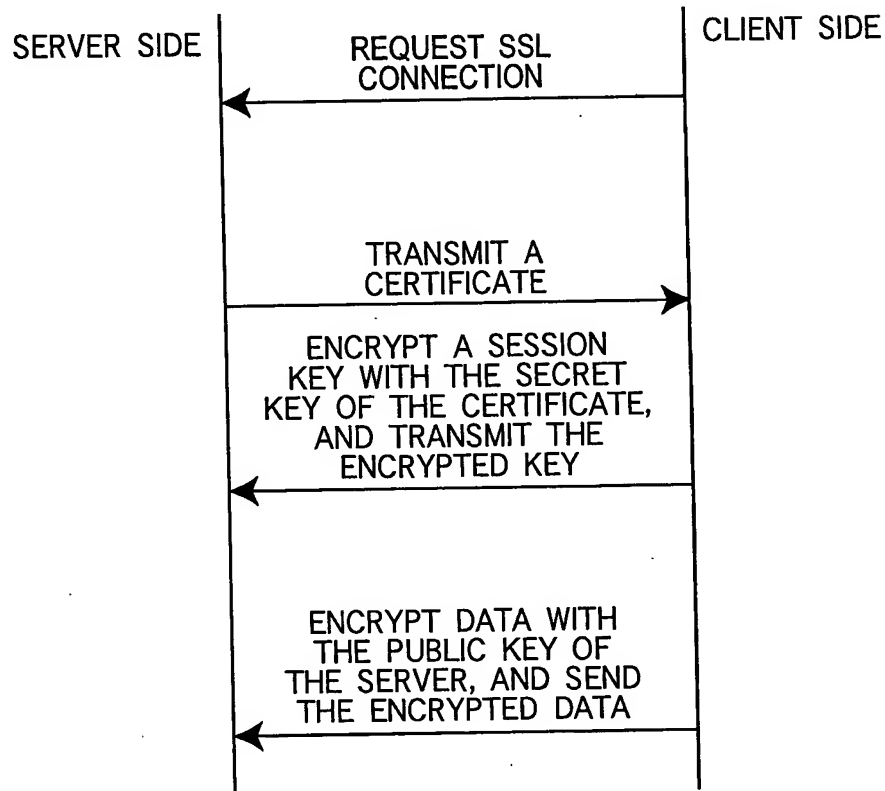 SERVER SIDE
CLIENT SIDE
REQUEST SSL
CONNECTION
TRANSMIT A
CERTIFICATE
ENCRYPT A SESSION
KEY WITH THE SECRET
KEY OF THE CERTIFICATE,
AND TRANSMIT THE
ENCRYPTED KEY
ENCRYPT DATA WITH
THE PUBLIC KEY OF
THE SERVER, AND SEND
THE ENCRYPTED DATA